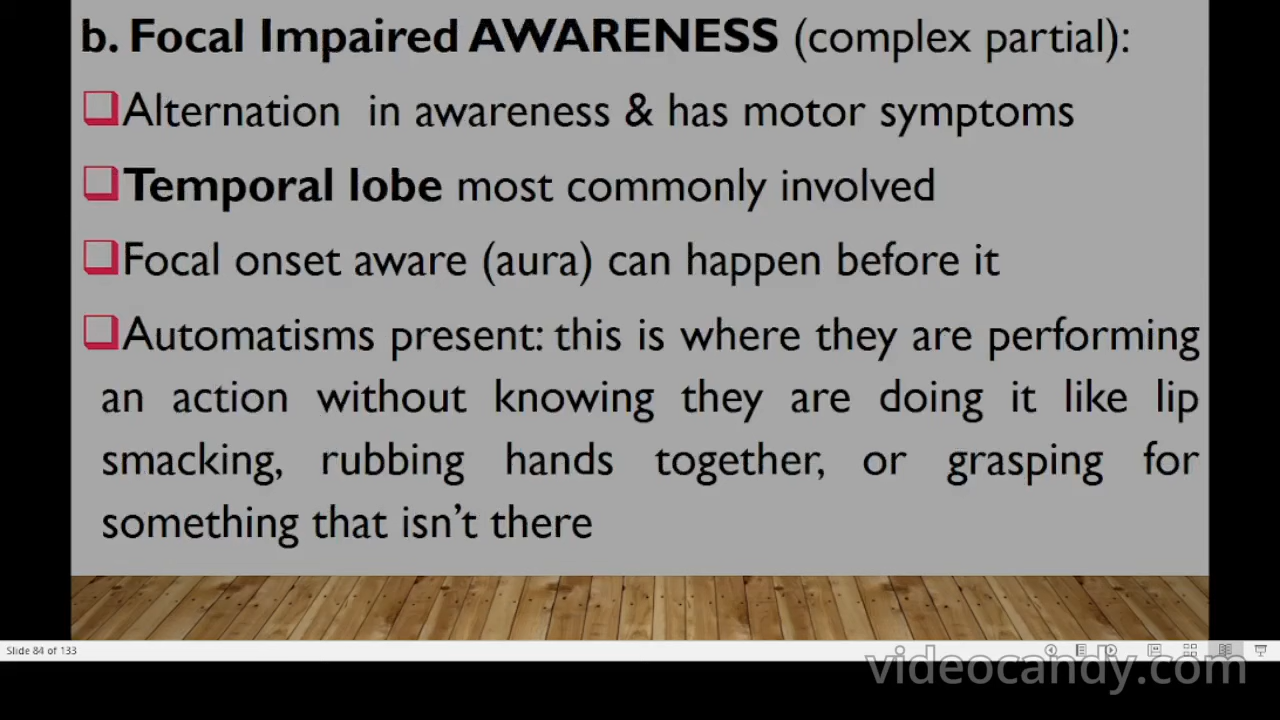 b. Focal Impaired AWARENESS (complex partial):
Alternation in awareness & has motor symptoms
Temporal lobe most commonly involved
Focal onset aware (aura) can happen before it
Automatisms present: this is where they are performing
an action without knowing they are doing it like lip
smacking, rubbing hands together, or grasping for
something that isn't there
Slide 84 of 133
videocandy.com